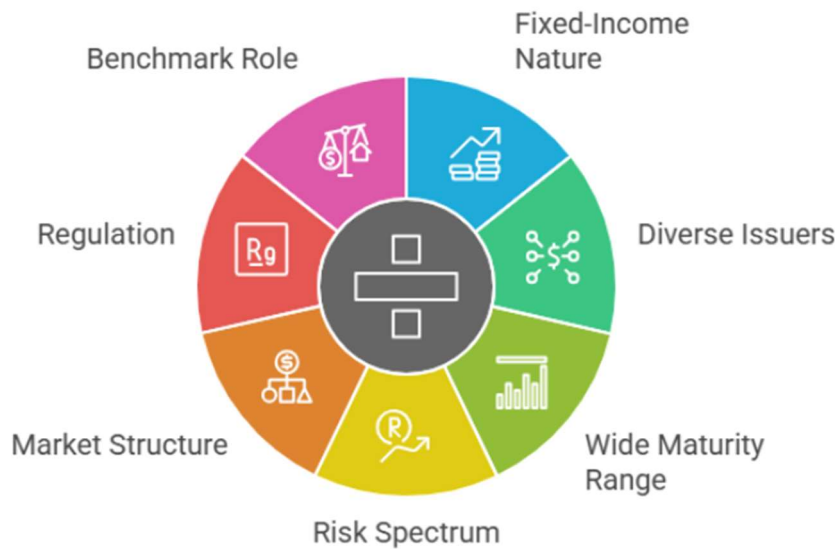 Fixed-Income
Nature
Benchmark Role
Regulation
Diverse Issuers
Market Structure
Wide Maturity
Range
Risk Spectrum
$
Rg
$
$
R